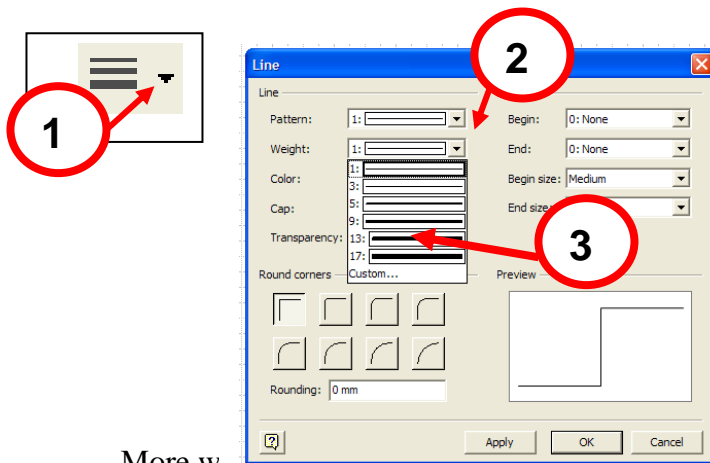 1
2
3
Line
Line
Pattern: 1: Begin: 0: None
Weight: 1: End: 0: None
1:
Color: 3: Begin size: Medium
Cap: 5: End size:
9:
Transparency: 13:
17:
Round corners Custom... Preview
Rounding: 0 mm
Apply OK Cancel
More w